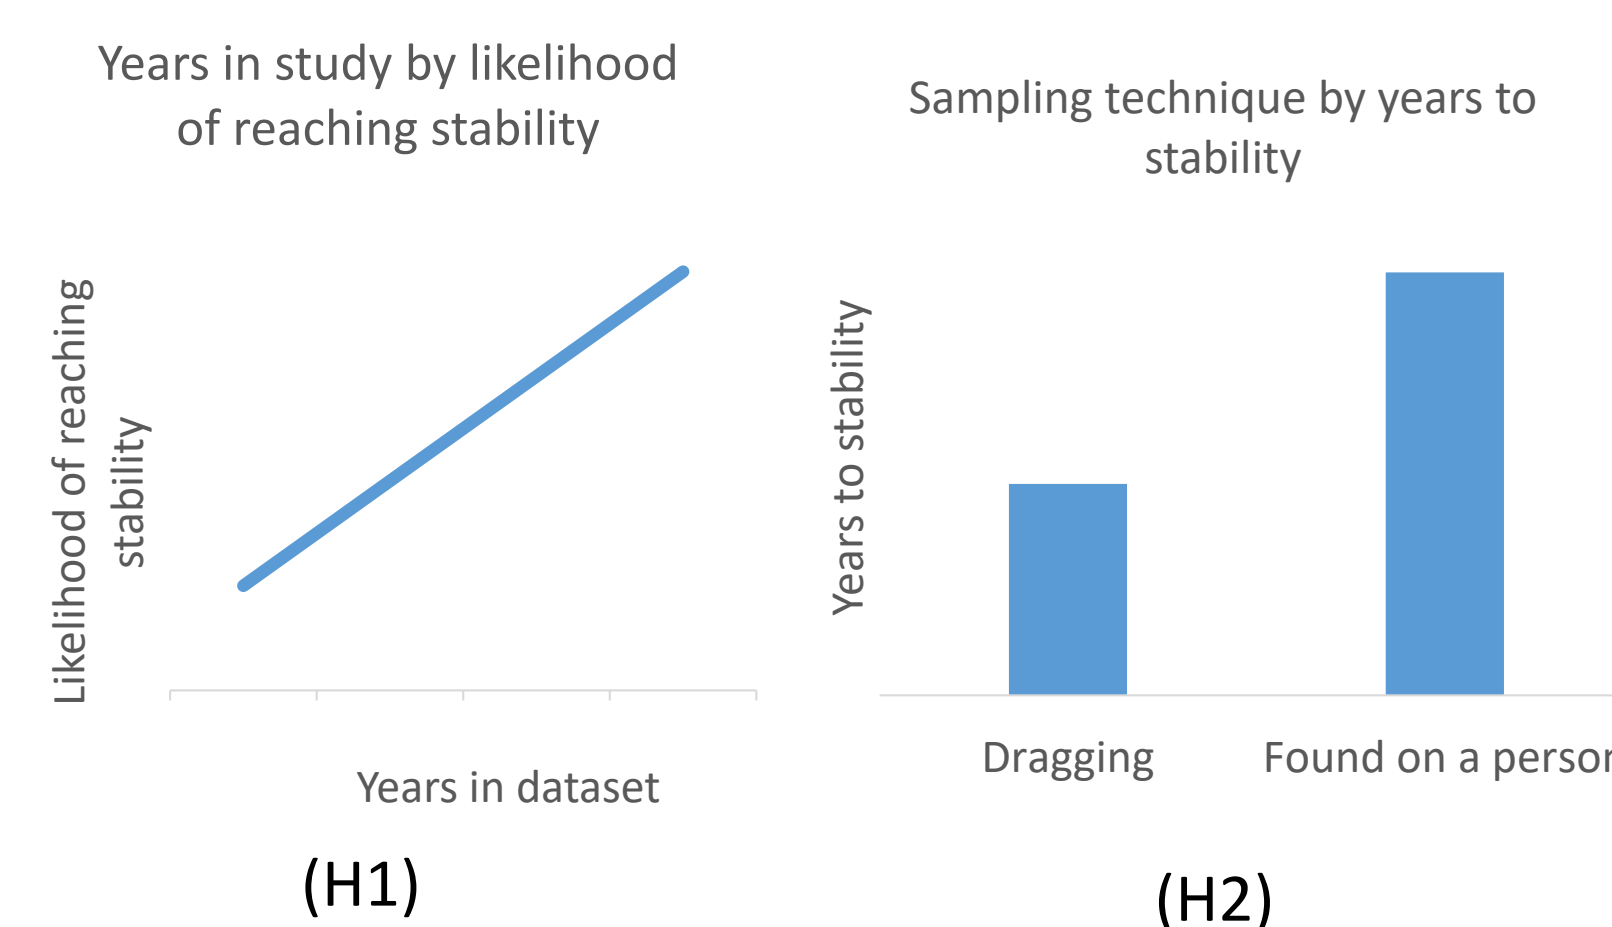 Years in study by likelihood
of reaching stability
Likelihood of reaching
stability
Years in dataset
(H1)
Sampling technique by years to
stability
Years to stability
Dragging
Found on a person
(H2)